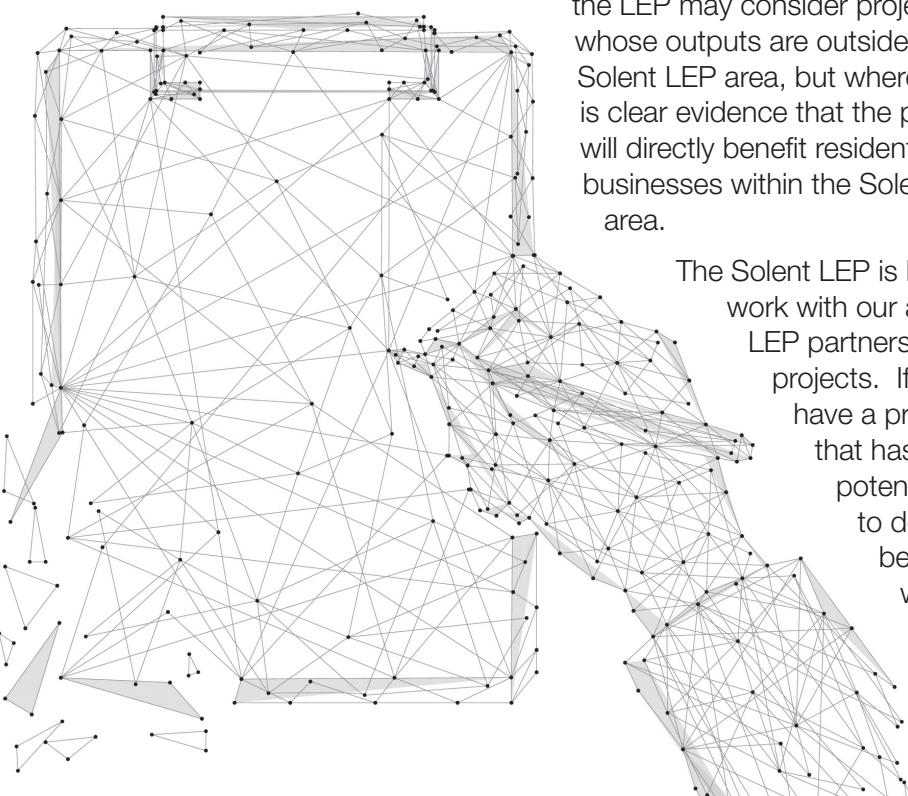 the LEP may consider proje
whose outputs are outside
Solent LEP area, but where
is clear evidence that the p
will directly benefit resident
businesses within the Sole
area.
The Solent LEP is
work with our a
LEP partners
projects.  If
have a pr
that has
poten
to d
be
w